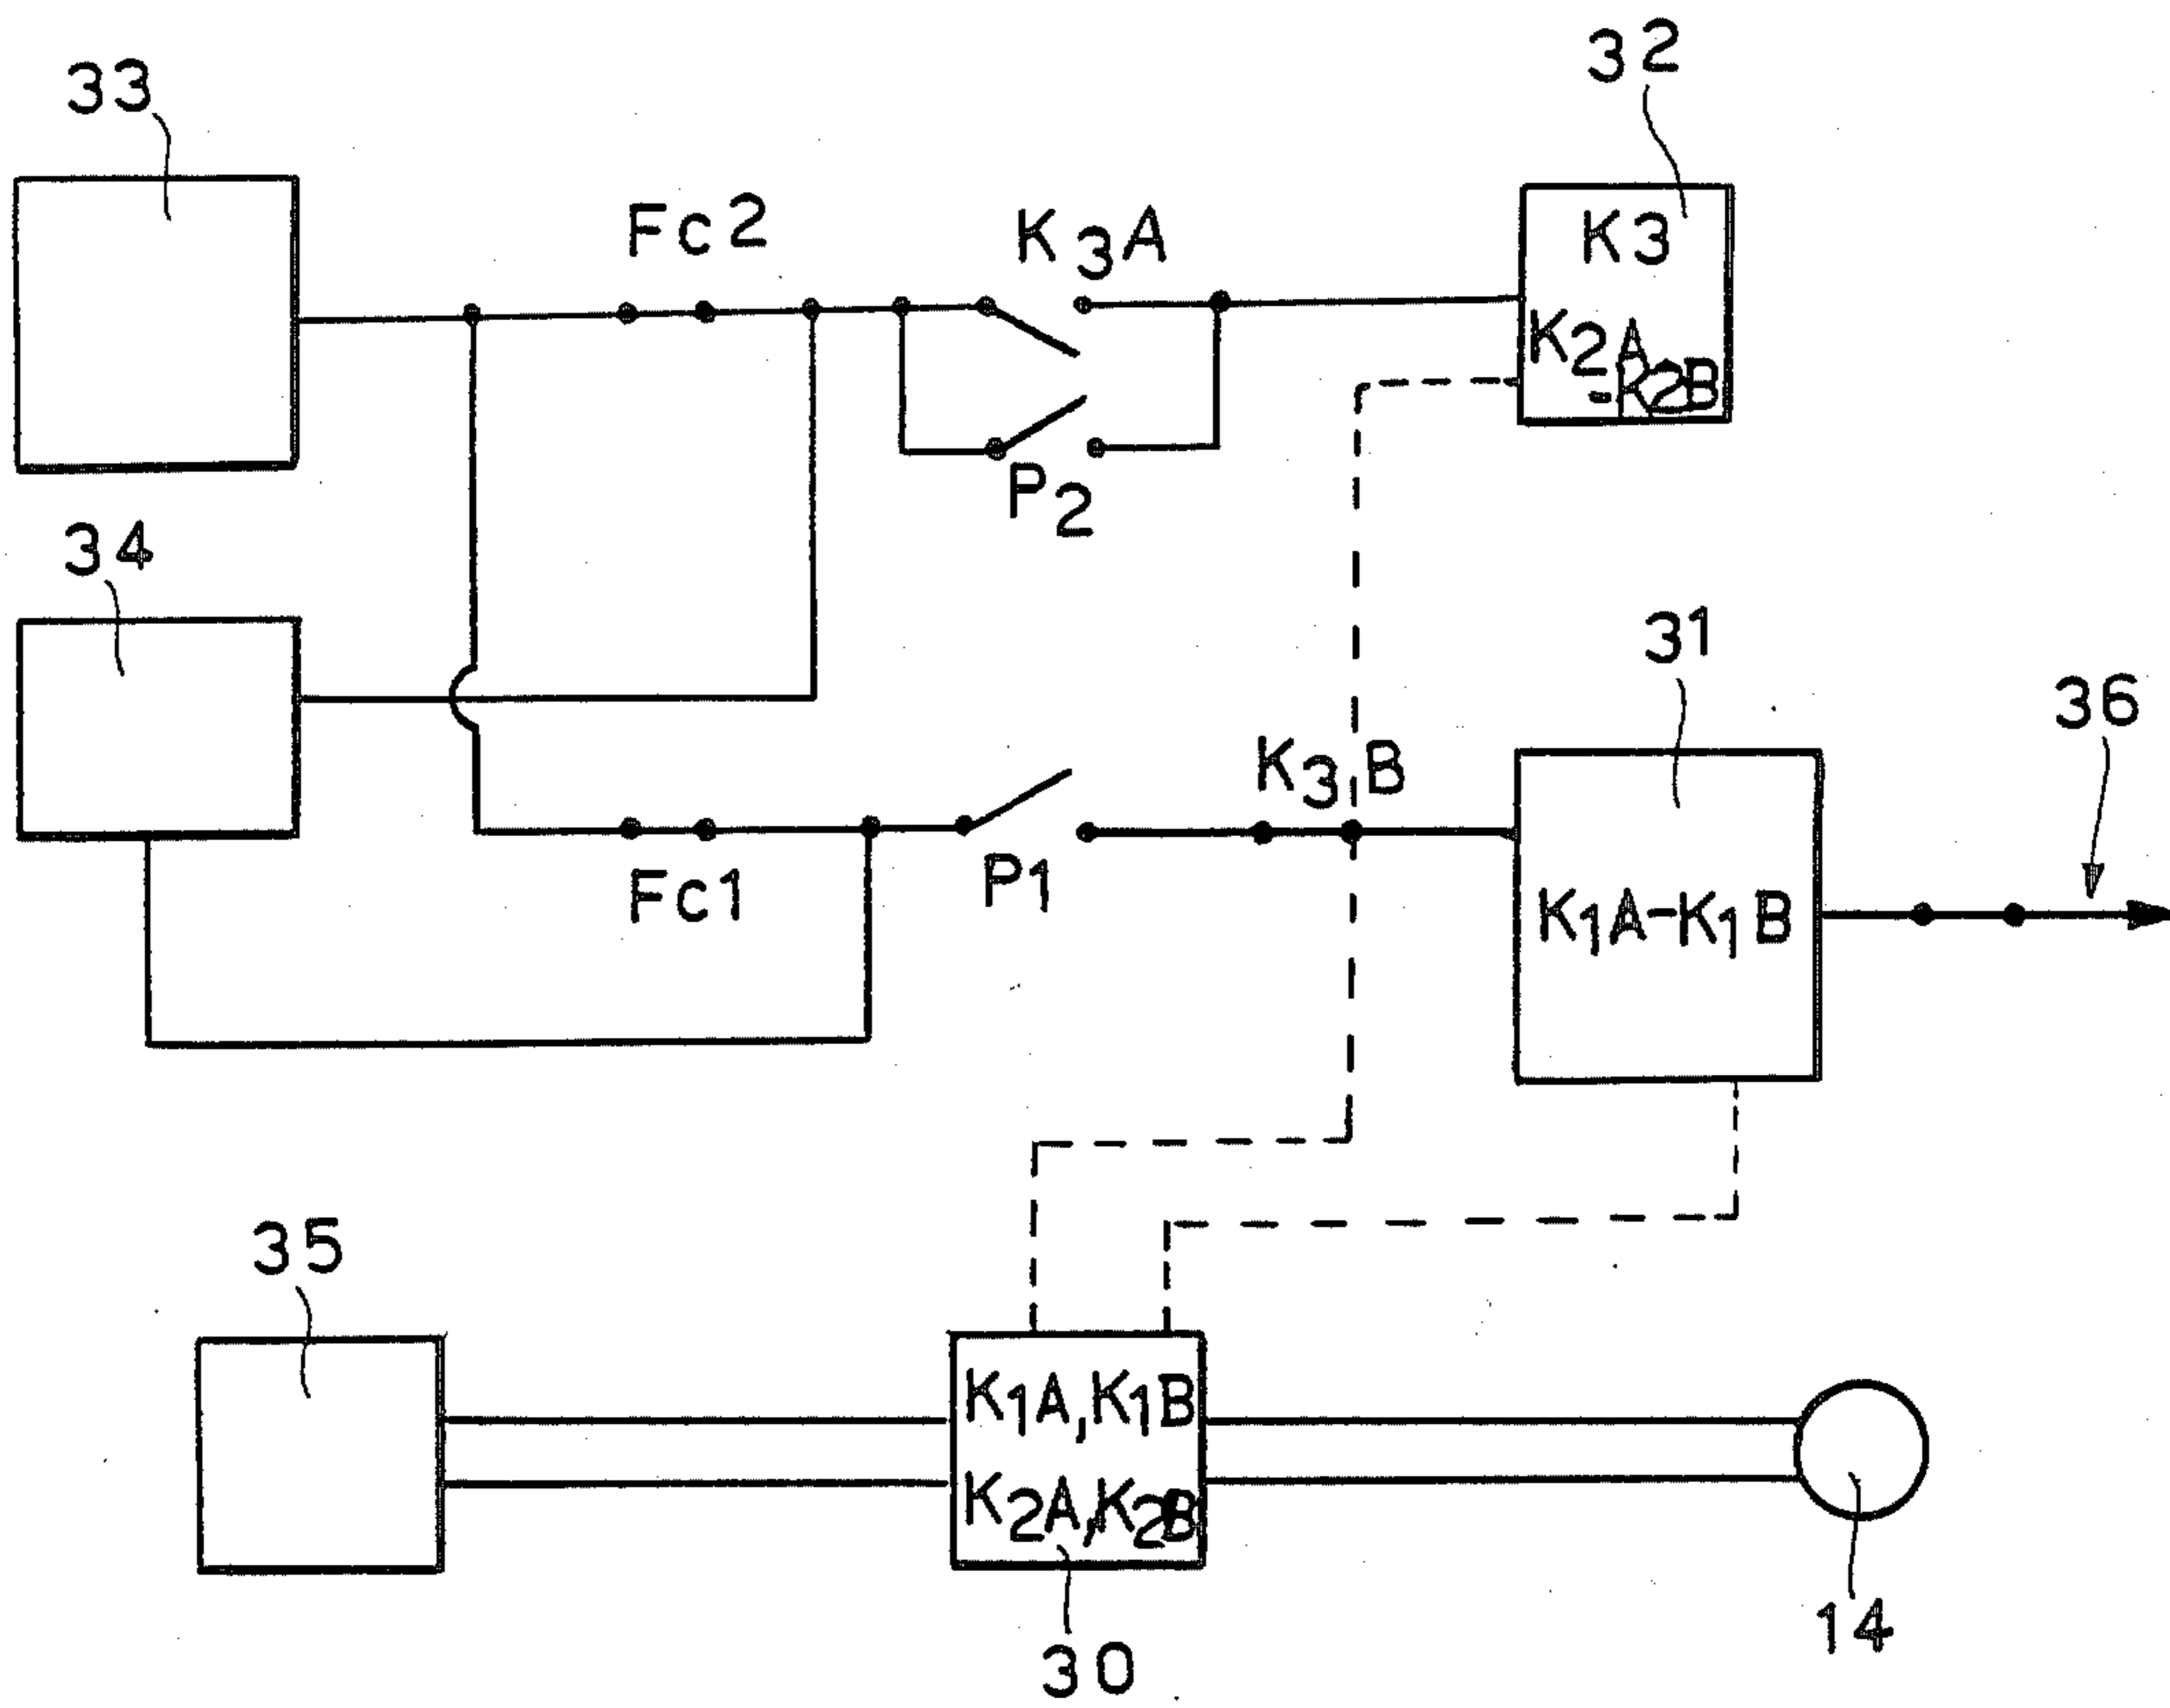 32
33
Fc2
K3A
K3
K2A
-K2B
P2
34
31
36
K3B
Fc1
P1
K1A-K1B
35
K1A,K1B
K2A,K2B
14
30